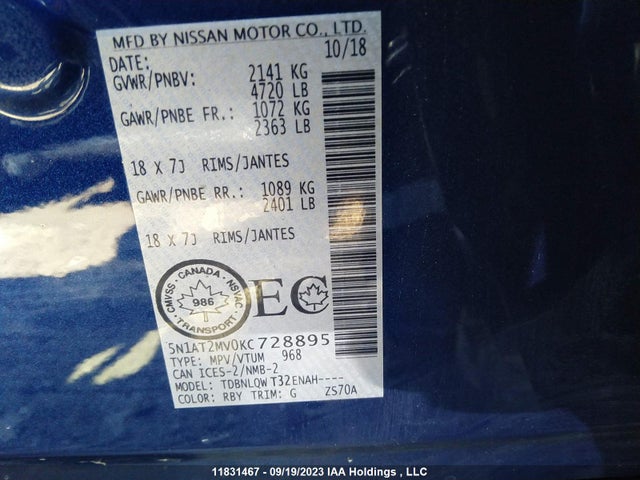 MFD BY NISSAN MOTOR CO., LTD.
DATE: 10/18
GVWR/PNBV: 2141 KG
4720 LB
GAWR/PNBE FR.: 1072 KG
2363 LB
18 X 7J RIMS/JANTES
GAWR/PNBE RR.: 1089 KG
2401 LB
18 X 7J RIMS/JANTES
CMVSS · CANADA · NSVAC
986
TRANSPORT
EC
5N1AT2MV0KC728895
TYPE: MPV/VTUM 968
CAN ICES-2/NMB-2
MODEL: TDBNLQW T32ENAH----
COLOR: RBY TRIM: G ZS70A
11831467 - 09/19/2023 IAA Holdings , LLC